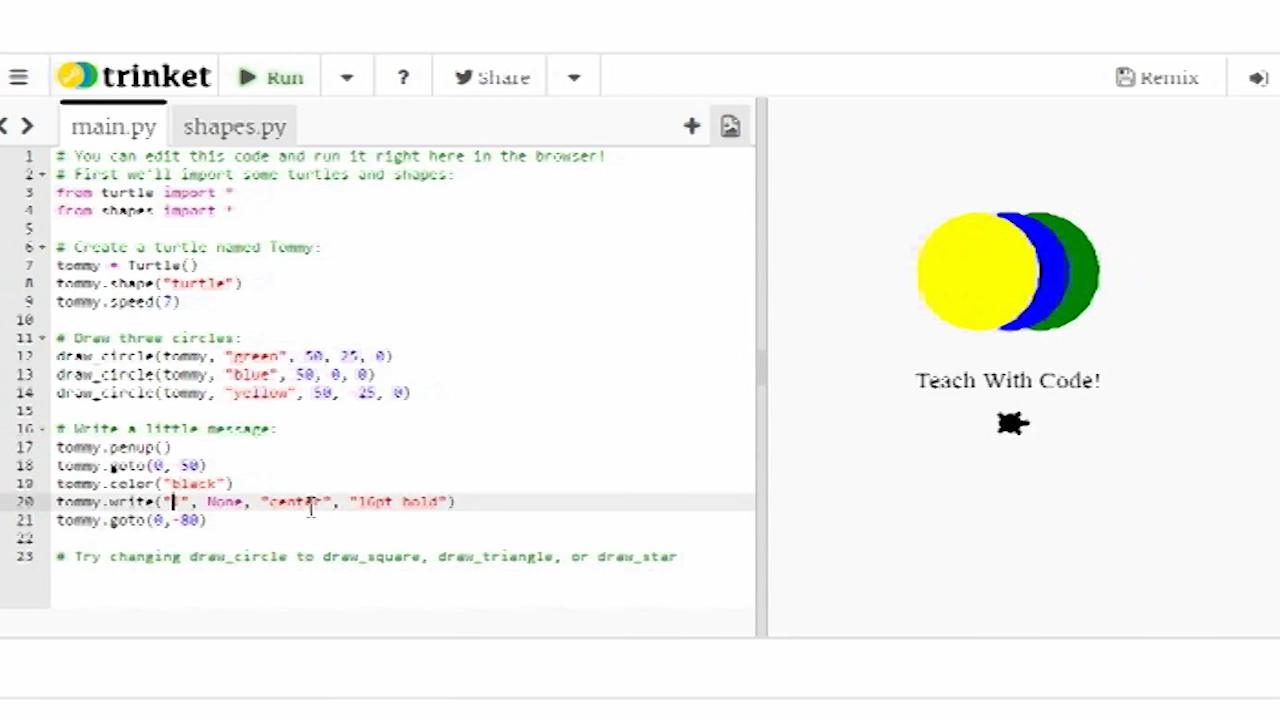 trinket Run ? Share Remix
main.py shapes.py +
1 # You can edit this code and run it right here in the browser!
2 # First we'll import some turtles and shapes:
3 from turtle import *
4 from shapes import *
5
6 # Create a turtle named Tommy:
7 tommy = Turtle()
8 tommy.shape("turtle")
9 tommy.speed(7)
10
11 # Draw three circles:
12 draw_circle(tommy, "green", 50, 25, 0)
13 draw_circle(tommy, "blue", 50, 0, 0)
14 draw_circle(tommy, "yellow", 50, -25, 0)
15
16 # Write a little message:
17 tommy.penup()
18 tommy.goto(0,-50)
19 tommy.color("black")
20 tommy.write(" None, "center", "16pt bold")
21 tommy.goto(0,-80)
22
23 # Try changing draw_circle to draw_square, draw_triangle, or draw_star
Teach With Code!